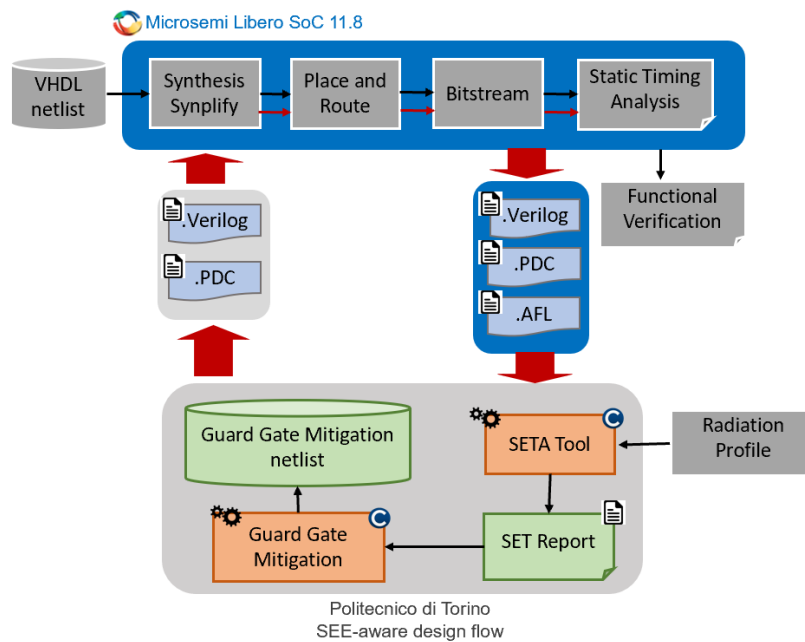 Microsemi Libero SoC 11.8
VHDL
netlist
Synthesis
Synplify
Place and
Route
Bitstream
Static Timing
Analysis
.Verilog
.PDC
.Verilog
.PDC
.AFL
Functional
Verification
Guard Gate Mitigation
netlist
C
SETA Tool
Radiation
Profile
C
Guard Gate
Mitigation
SET Report
Politecnico di Torino
SEE-aware design flow